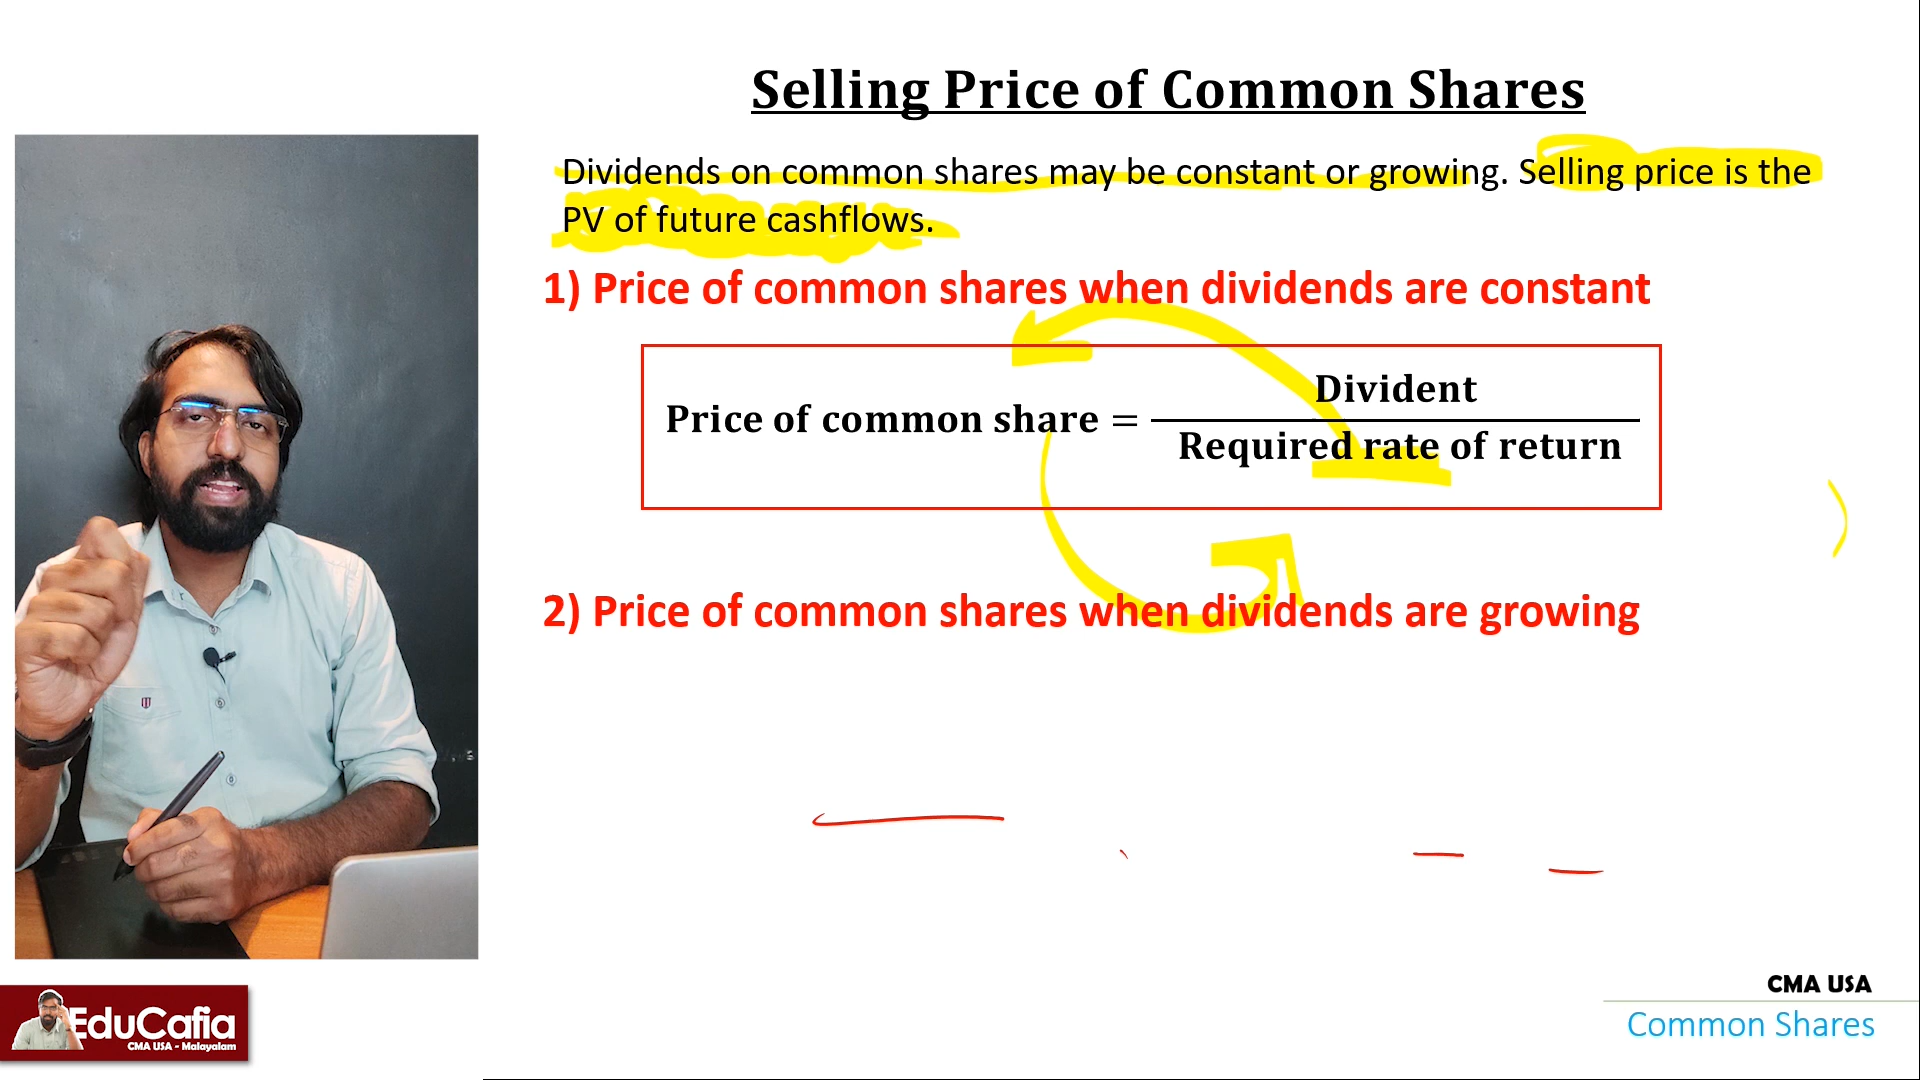 Selling Price of Common Shares
Dividends on common shares may be constant or growing. Selling price is the
PV of future cashflows.
1) Price of common shares when dividends are constant
Price of common share =
Divident
Required rate of return
2) Price of common shares when dividends are growing
EduCafia
CMA USA - Malayalam
CMA USA
Common Shares